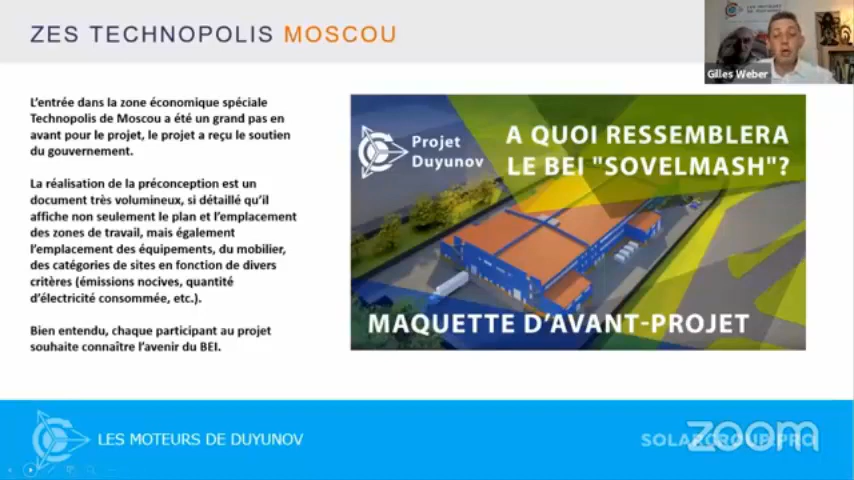 ZES TECHNOPOLIS MOSCOU
LES MOTEURS
DE DUYUNOV
Gilles Weber
L'entrée dans la zone économique spéciale
Technopolis de Moscou a été un grand pas en
avant pour le projet, le projet a reçu le soutien
du gouvernement.
La réalisation de la préconception est un
document très volumineux, si détaillé qu'il
affiche non seulement le plan et l'emplacement
des zones de travail, mais également
l'emplacement des équipements, du mobilier,
des catégories de sites en fonction de divers
critères (émissions nocives, quantité
d'électricité consommée, etc.).
Bien entendu, chaque participant au projet
souhaite connaître l'avenir du BEI.
Projet
Duyunov
A QUOI RESSEMBLERA
LE BEI "SOVELMASH"?
MAQUETTE D'AVANT-PROJET
LES MOTEURS DE DUYUNOV
SOLARGROUP.PRO
zoom